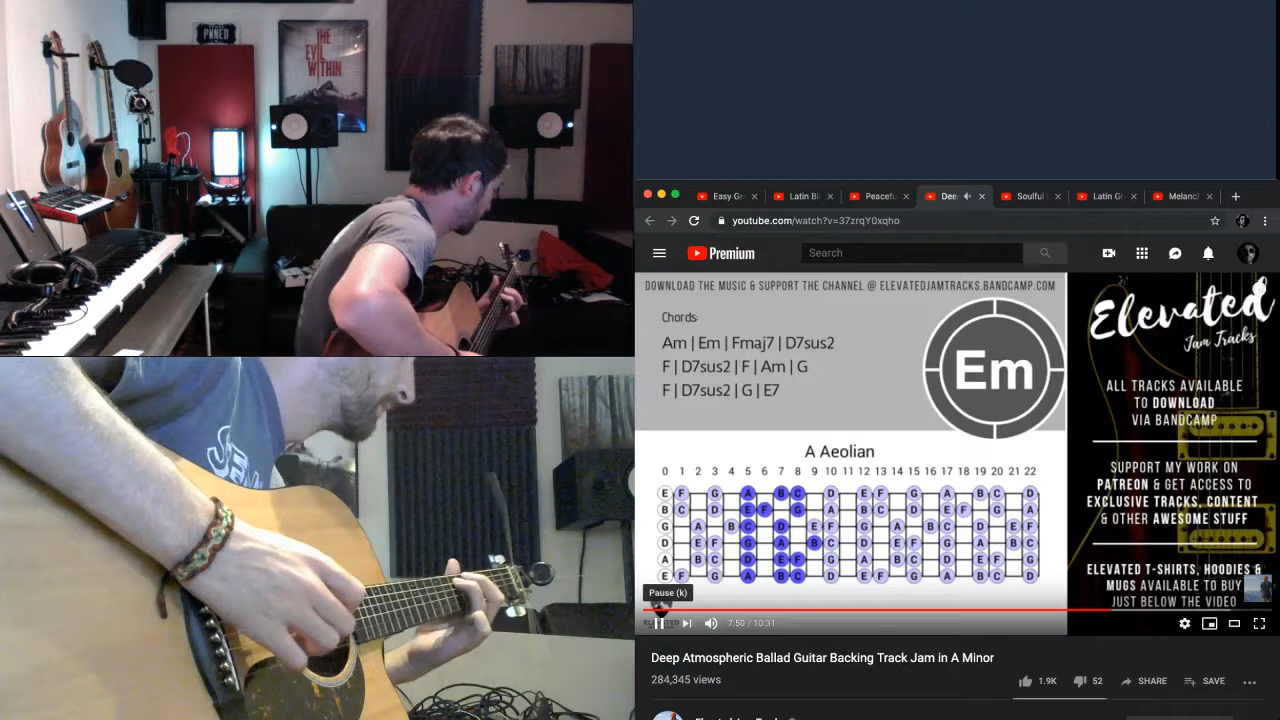 PWNED
THE
EVIL
WITHIN
Latin Bl
Peacefu
Dee
Soulful
Latin G
Melanc
youtube.com/watch?v=37zrqY0xqho
Premium
Search
DOWNLOAD THE MUSIC & SUPPORT THE CHANNEL @ ELEVATEDJAMTRACKS.BANDCAMP.COM
Chords:
Am | Em | Fmaj7 | D7sus2
F | D7sus2 | F | Am | G
F | D7sus2 | G | E7
Em
A Aeolian
0 1 2 3 4 5 6 7 8 9 10 11 12 13 14 15 16 17 18 19 20 21 22
E F G A B C D E F G A B C D
B C D E F G A B C D E F G A
G A B C D E F G A B C D E F
D E F G A B C D E F G A B C
A B C D E F G A B C D E F G
E F G A B C D E F G A B C D
Pause (k)
7:50 / 10:31
Elevated
Jam Tracks
ALL TRACKS AVAILABLE
TO DOWNLOAD
VIA BANDCAMP
SUPPORT MY WORK ON
PATREON & GET ACCESS TO
EXCLUSIVE TRACKS, CONTENT
& OTHER AWESOME STUFF
ELEVATED T-SHIRTS, HOODIES &
MUGS AVAILABLE TO BUY
JUST BELOW THE VIDEO
Deep Atmospheric Ballad Guitar Backing Track Jam in A Minor
284,345 views
1.9K
52
SHARE
SAVE